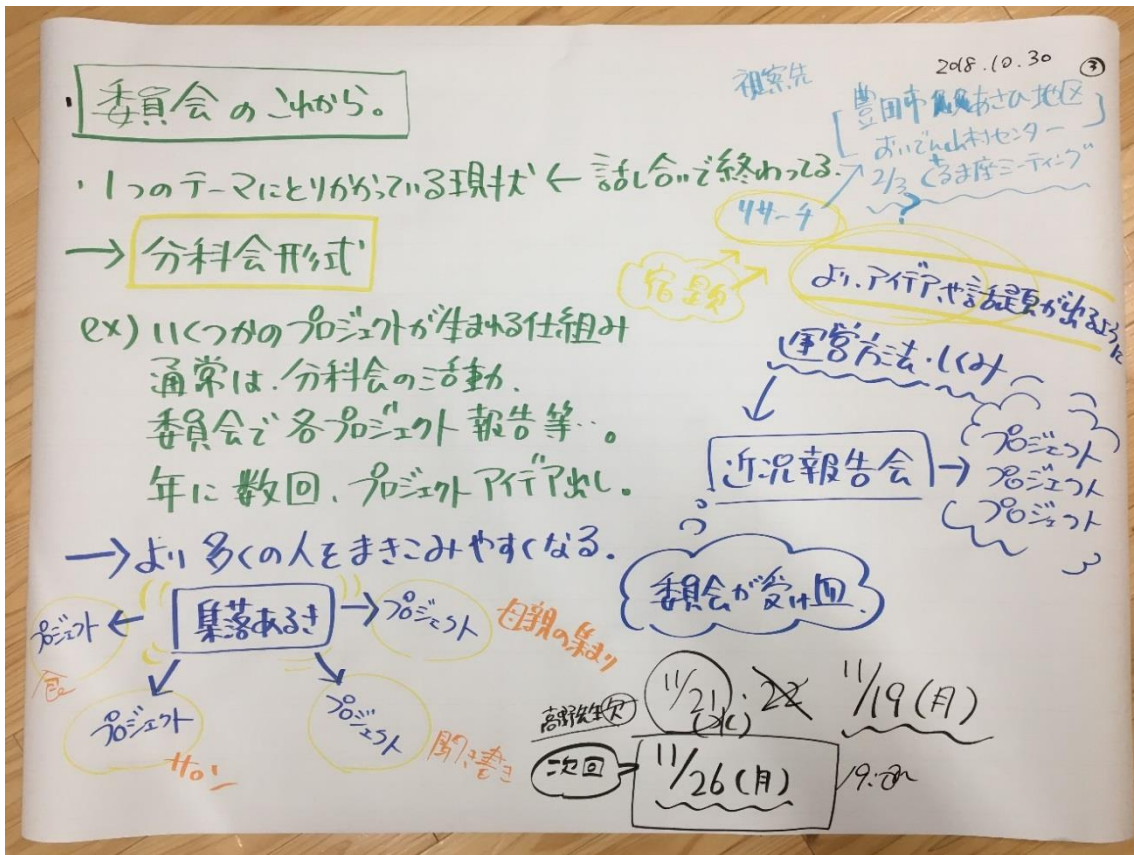 2018.10.30 ③
・委員会のこれから。
・1つのテーマにとりかかっている現状 ← 話し合いで終わってる.
→ 分科会形式
ex) いくつかのプロジェクトが生まれる仕組み
通常は、分科会の活動、
委員会で各プロジェクト報告等…。
年に数回、プロジェクトアイデア出し。
→ より多くの人をまきこみやすくなる.
集落あるき
プロジェクト
食
プロジェクト
サロン
プロジェクト
聞き書き
プロジェクト
母親の集まり
視察先
豊田市 あさひ地区
おいでん山村センター
2/3 くるま座ミーティング
?
リサーチ
宿題
より、アイデアや話題が出るように
運営方法・しくみ
近況報告会 →
プロジェクト
プロジェクト
プロジェクト
委員会が受け皿.
高野先生欠
11/21(水)・22 11/19(月)
次回 11/26(月) 19:00